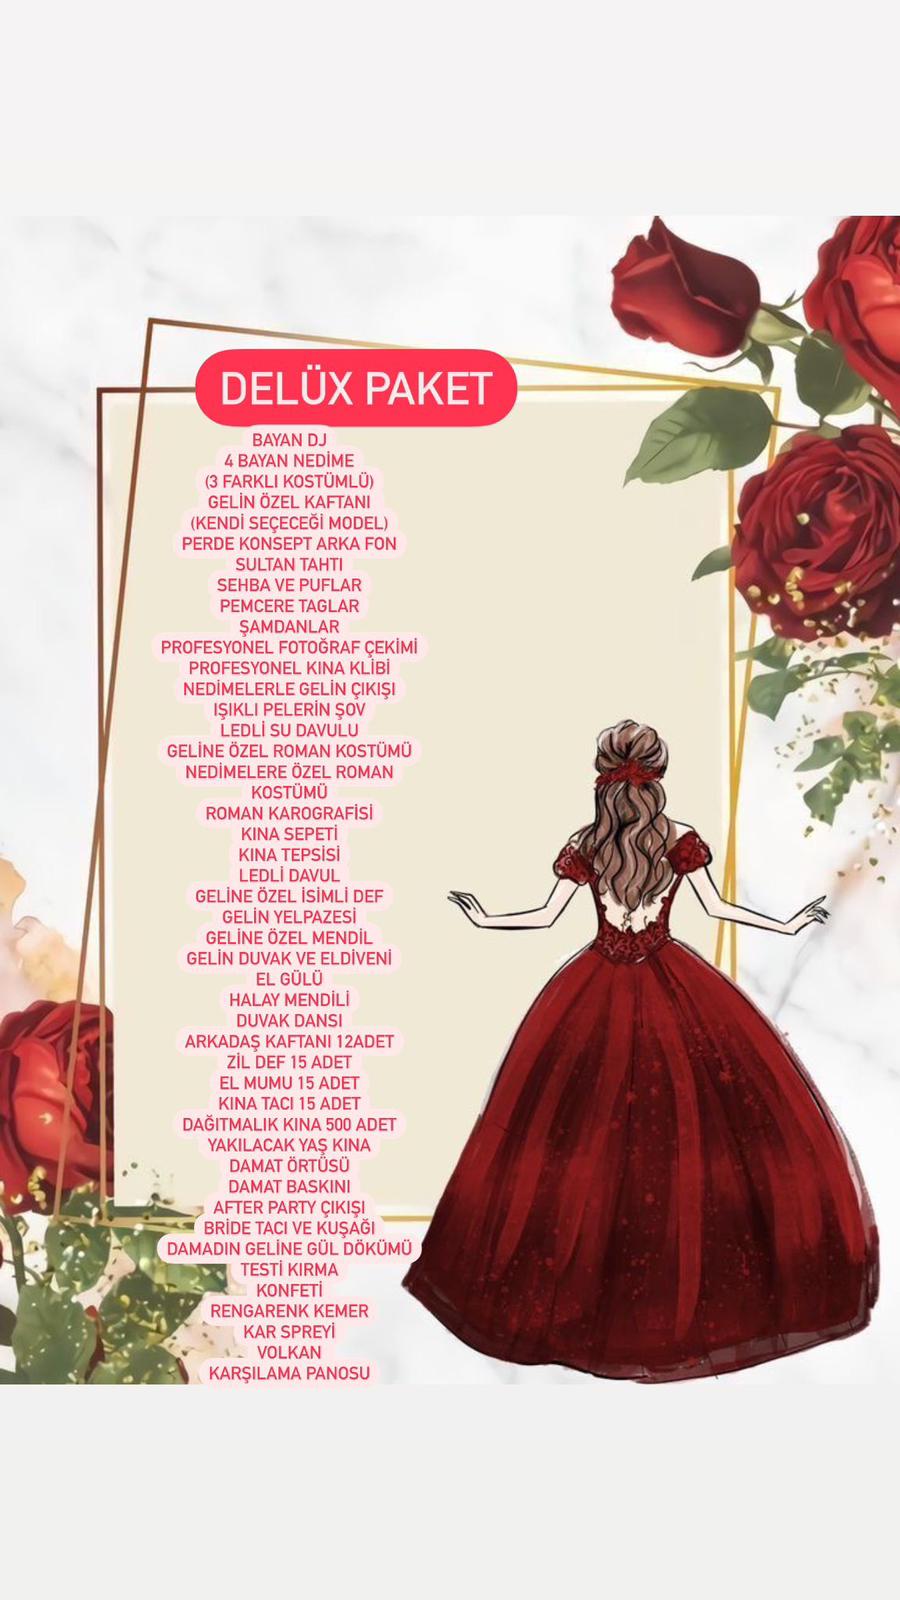 DELÜX PAKET
BAYAN DJ
4 BAYAN NEDİME
(3 FARKLI KOSTÜMLÜ)
GELİN ÖZEL KAFTANI
(KENDİ SEÇECEĞİ MODEL)
PERDE KONSEPT ARKA FON
SULTAN TAHTI
SEHBA VE PUFLAR
PEMCERE TAGLAR
ŞAMDANLAR
PROFESYONEL FOTOĞRAF ÇEKİMİ
PROFESYONEL KINA KLİBİ
NEDİMELERLE GELİN ÇIKIŞI
IŞIKLI PELERİN ŞOV
LEDLİ SU DAVULU
GELİNE ÖZEL ROMAN KOSTÜMÜ
NEDİMELERE ÖZEL ROMAN
KOSTÜMÜ
ROMAN KAROGRAFİSİ
KINA SEPETİ
KINA TEPSİSİ
LEDLİ DAVUL
GELİNE ÖZEL İSİMLİ DEF
GELİN YELPAZESİ
GELİNE ÖZEL MENDİL
GELİN DUVAK VE ELDİVENİ
EL GÜLÜ
HALAY MENDİLİ
DUVAK DANSI
ARKADAŞ KAFTANI 12ADET
ZİL DEF 15 ADET
EL MUMU 15 ADET
KINA TACI 15 ADET
DAĞITMALIK KINA 500 ADET
YAKILACAK YAŞ KINA
DAMAT ÖRTÜSÜ
DAMAT BASKINI
AFTER PARTY ÇIKIŞI
BRİDE TACI VE KUŞAĞI
DAMADIN GELİNE GÜL DÖKÜMÜ
TESTİ KIRMA
KONFETİ
RENGARENK KEMER
KAR SPREYİ
VOLKAN
KARŞILAMA PANOSU